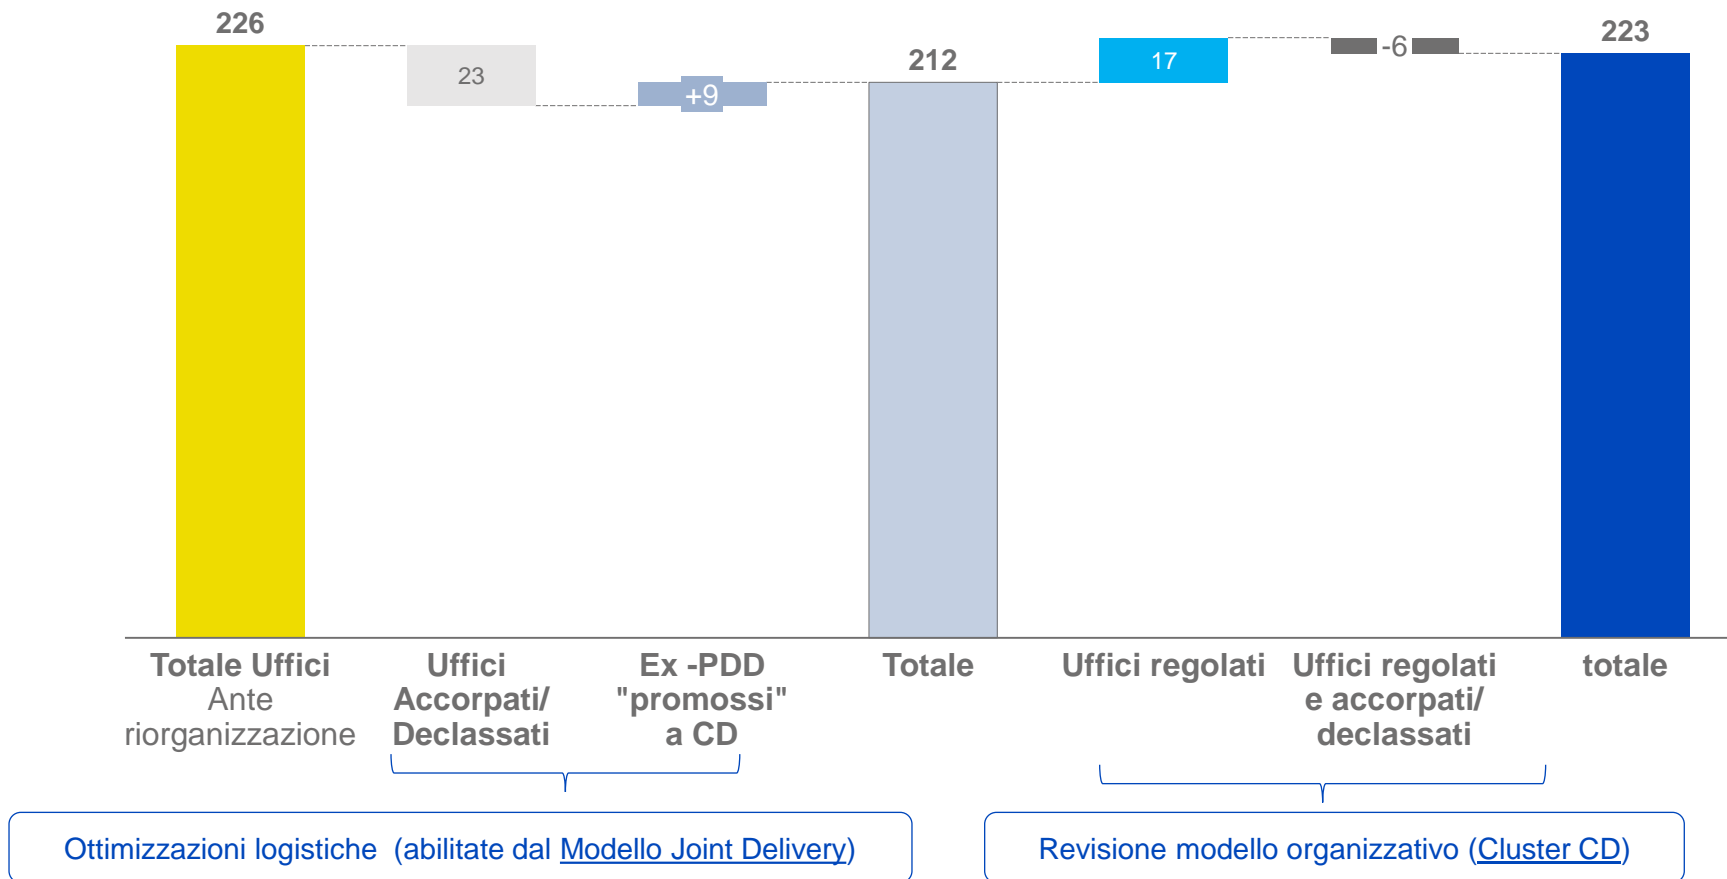 226
23
+9
212
17
-6
223
Totale Uffici
Ante
riorganizzazione
Uffici
Accorpati/
Declassati
Ex -PDD
"promossi"
a CD
Totale
Uffici regolati
Uffici regolati
e accorpati/
declassati
totale
Ottimizzazioni logistiche (abilitate dal Modello Joint Delivery)
Revisione modello organizzativo (Cluster CD)